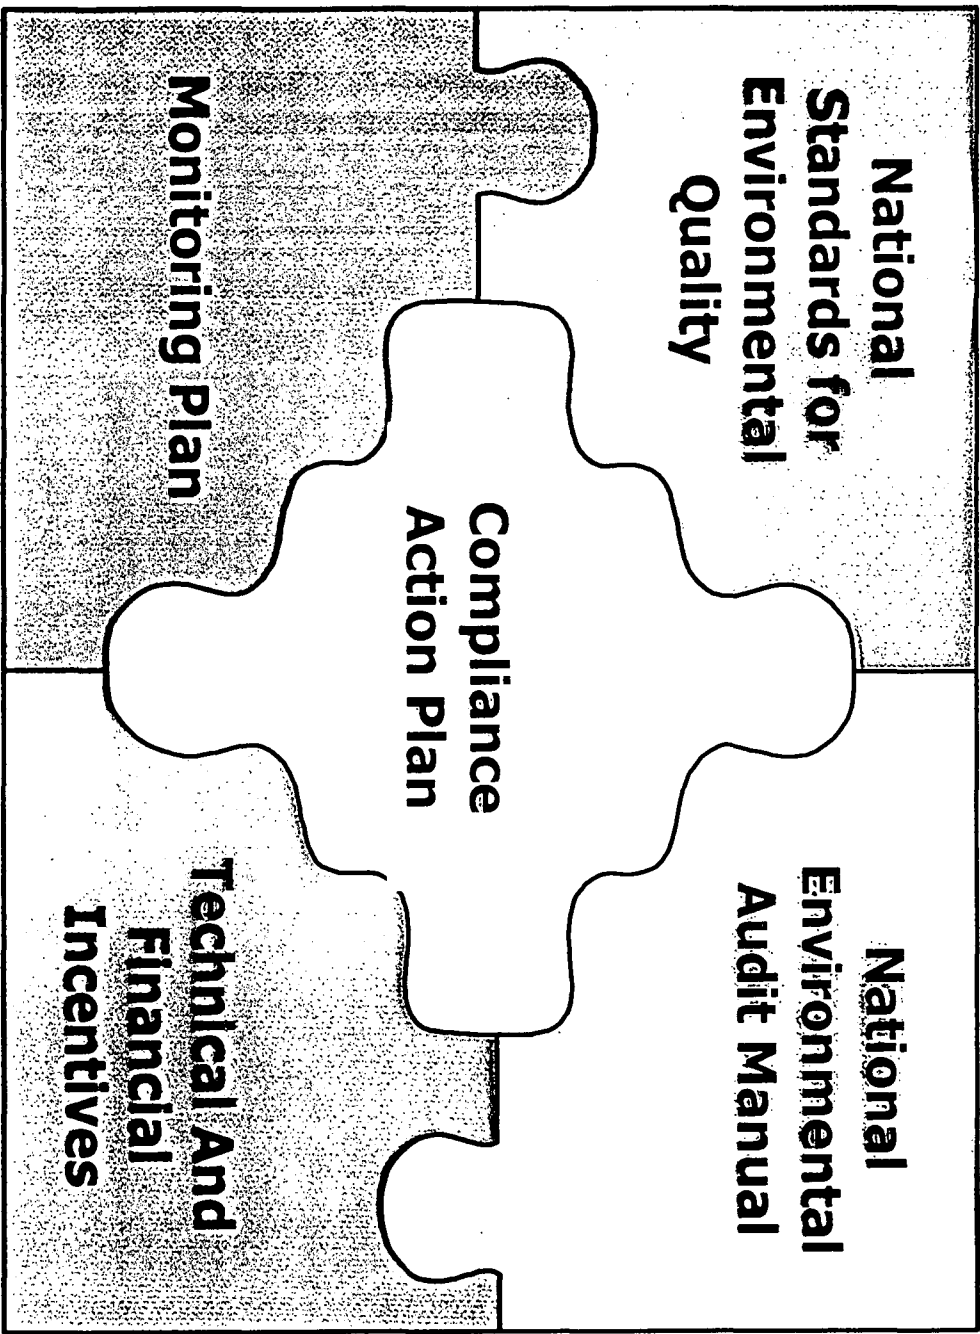 National
Standards for
Environmental
Quality
National
Environmental
Audit Manual
Compliance
Action Plan
Monitoring Plan
Technical And
Financial
Incentives